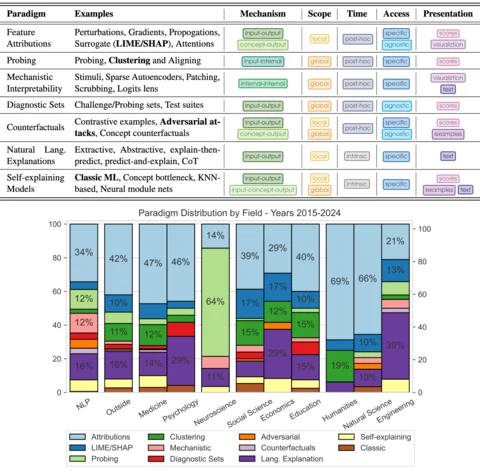 Paradigm Examples Mechanism Scope Time Access Presentation
Feature Attributions Perturbations, Gradients, Propogations, Surrogate (LIME/SHAP), Attentions input-output concept-output local post-hoc specific agnostic scores visualization
Probing Probing, Clustering and Aligning input-internal global post-hoc specific scores
Mechanistic Interpretability Stimuli, Sparse Autoencoders, Patching, Scrubbing, Logits lens internal-internal global post-hoc specific visualization text
Diagnostic Sets Challenge/Probing sets, Test suites input-output global post-hoc agnostic scores
Counterfactuals Contrastive examples, Adversarial attacks, Concept counterfactuals input-output concept-output local global post-hoc specific agnostic scores examples
Natural Lang. Explanations Extractive, Abstractive, explain-then-predict, predict-and-explain, CoT input-output local intrinsic specific text
Self-explaining Models Classic ML, Concept bottleneck, KNN-based, Neural module nets input-output input-concept-output local global intrinsic specific scores examples text
Paradigm Distribution by Field - Years 2015-2024
100 80 60 40 20 0
34% 12% 12% 16%
42% 10% 11% 16%
47% 12% 14%
46% 29%
14% 64% 11%
39% 17% 15%
29% 17% 12% 29%
40% 10% 15% 15%
69% 19%
66% 10% 10%
21% 13% 39%
100 80 60 40 20 0
NLP Outside Medicine Psychology Neuroscience Social Science Economics Education Humanities Natural Science Engineering
Attributions Clustering Adversarial Self-explaining
LIME/SHAP Mechanistic Counterfactuals Classic
Probing Diagnostic Sets Lang. Explanation